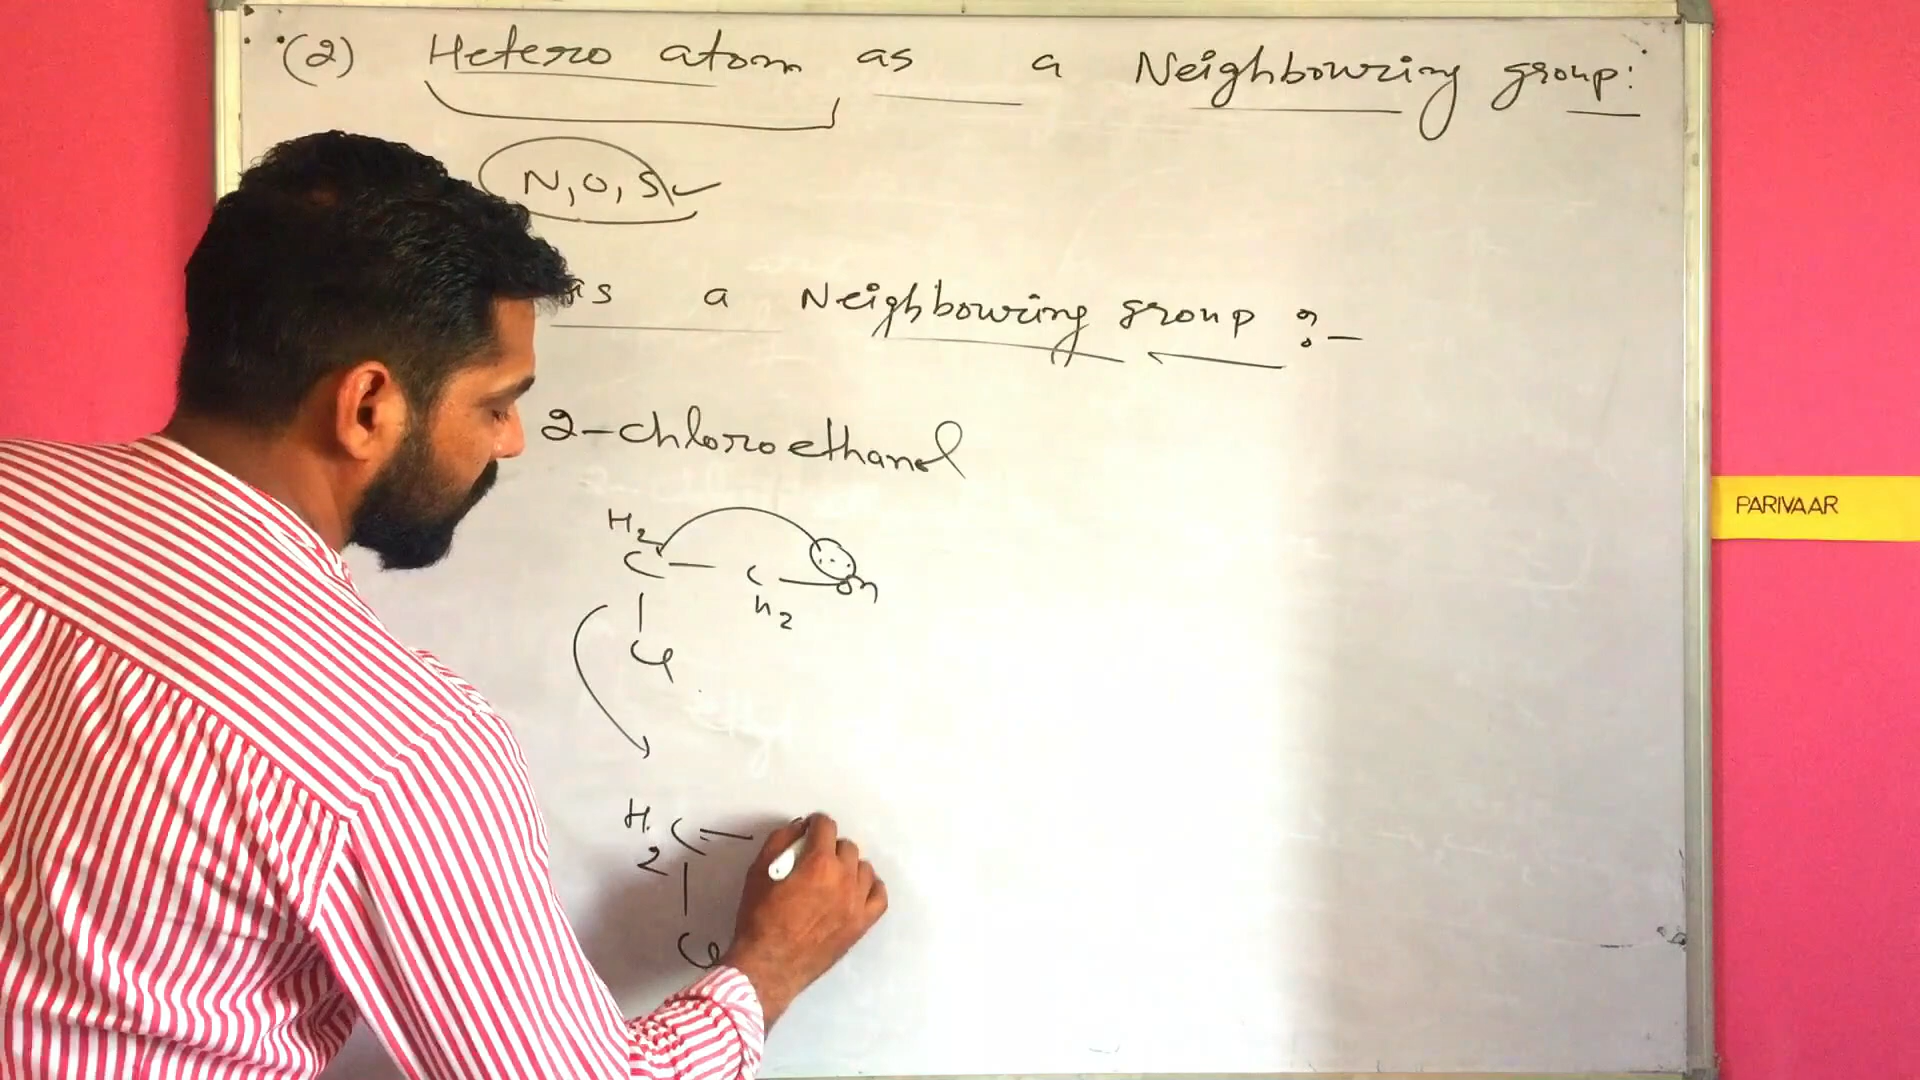 (2) Hetero atom as a Neighbouring group:
N, O, S
as a Neighbouring group :-
2-chloroethanol
H2
C — C — OH
H2
Cl
PARIVAAR
H2 C —
Cl